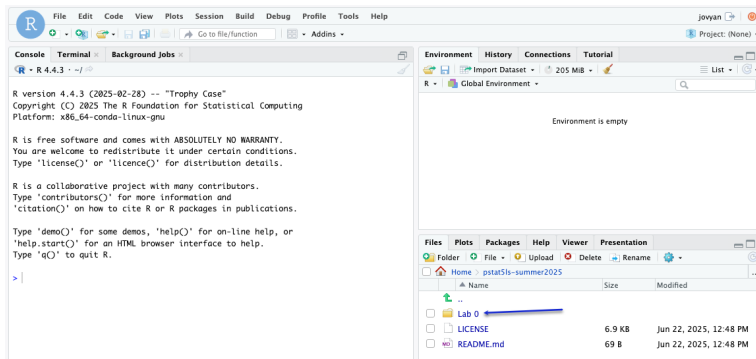 R
File Edit Code View Plots Session Build Debug Profile Tools Help
jovyan
Go to file/function
Addins
Project: (None)
Console Terminal Background Jobs
R 4.4.3 · ~/
R version 4.4.3 (2025-02-28) -- "Trophy Case"
Copyright (C) 2025 The R Foundation for Statistical Computing
Platform: x86_64-conda-linux-gnu
R is free software and comes with ABSOLUTELY NO WARRANTY.
You are welcome to redistribute it under certain conditions.
Type 'license()' or 'licence()' for distribution details.
R is a collaborative project with many contributors.
Type 'contributors()' for more information and
'citation()' on how to cite R or R packages in publications.
Type 'demo()' for some demos, 'help()' for on-line help, or
'help.start()' for an HTML browser interface to help.
Type 'q()' to quit R.
>
Environment History Connections Tutorial
Import Dataset 205 MiB List
R Global Environment
Environment is empty
Files Plots Packages Help Viewer Presentation
Folder File Upload Delete Rename
Home pstat5ls-summer2025 ...
Name Size Modified
..
Lab 0
LICENSE 6.9 KB Jun 22, 2025, 12:48 PM
README.md 69 B Jun 22, 2025, 12:48 PM